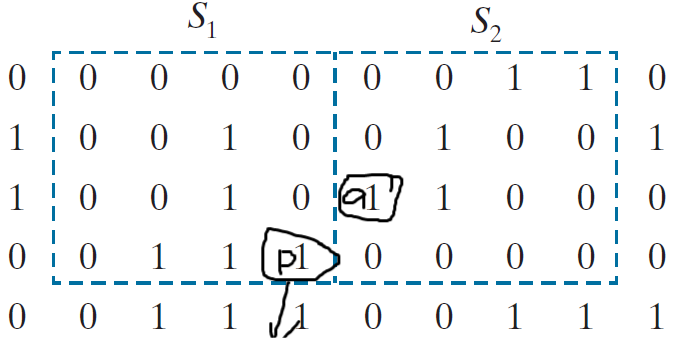 S₁ S₂
0 0 0 0 0 0 0 1 1 0
1 0 0 1 0 0 1 0 0 1
1 0 0 1 0 q1 1 0 0 0
0 0 1 1 p1 0 0 0 0 0
0 0 1 1 1 0 0 1 1 1